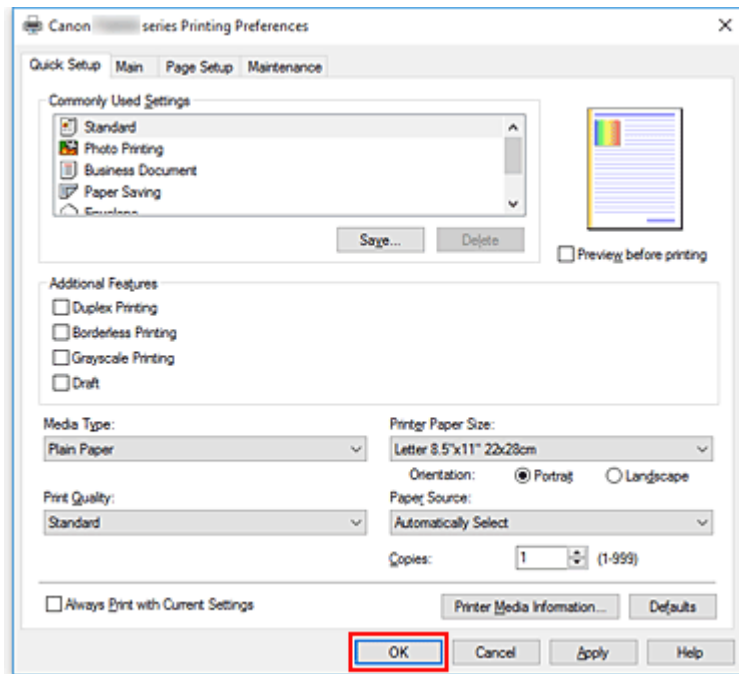 Canon series Printing Preferences
Quick Setup Main Page Setup Maintenance
Commonly Used Settings
Standard
Photo Printing
Business Document
Paper Saving
Envelope
Save... Delete
Preview before printing
Additional Features
Duplex Printing
Borderless Printing
Grayscale Printing
Draft
Media Type: Printer Paper Size:
Plain Paper Letter 8.5"x11" 22x28cm
Orientation: Portrait Landscape
Print Quality: Paper Source:
Standard Automatically Select
Copies: 1 (1-999)
Always Print with Current Settings Printer Media Information... Defaults
OK Cancel Apply Help